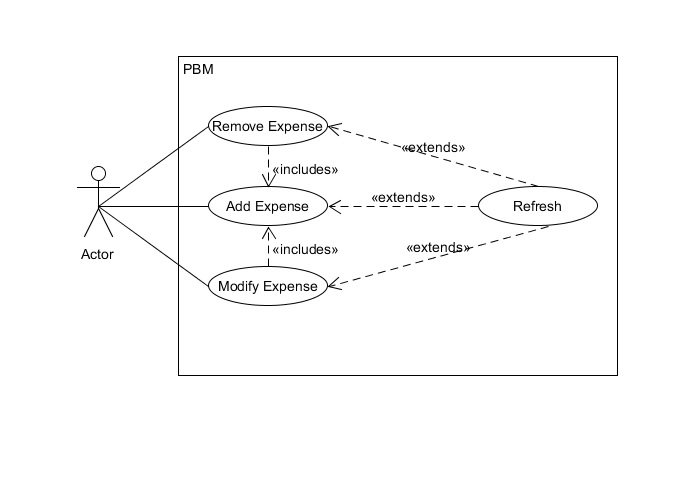 PBM
Remove Expense
«extends»
«includes»
Actor
Add Expense
«extends»
Refresh
«includes»
«extends»
Modify Expense